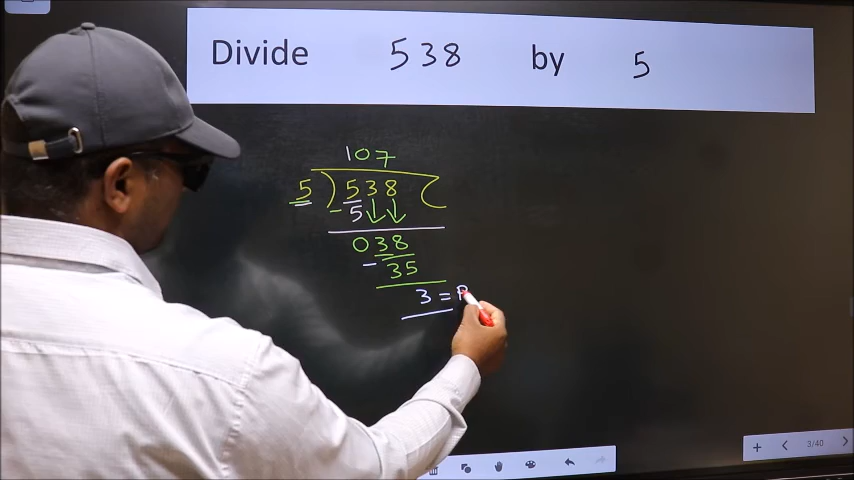 Divide 538 by 5
107
5 ) 538 (
- 5 ↓ ↓
038
- 35
3 = R
3/40